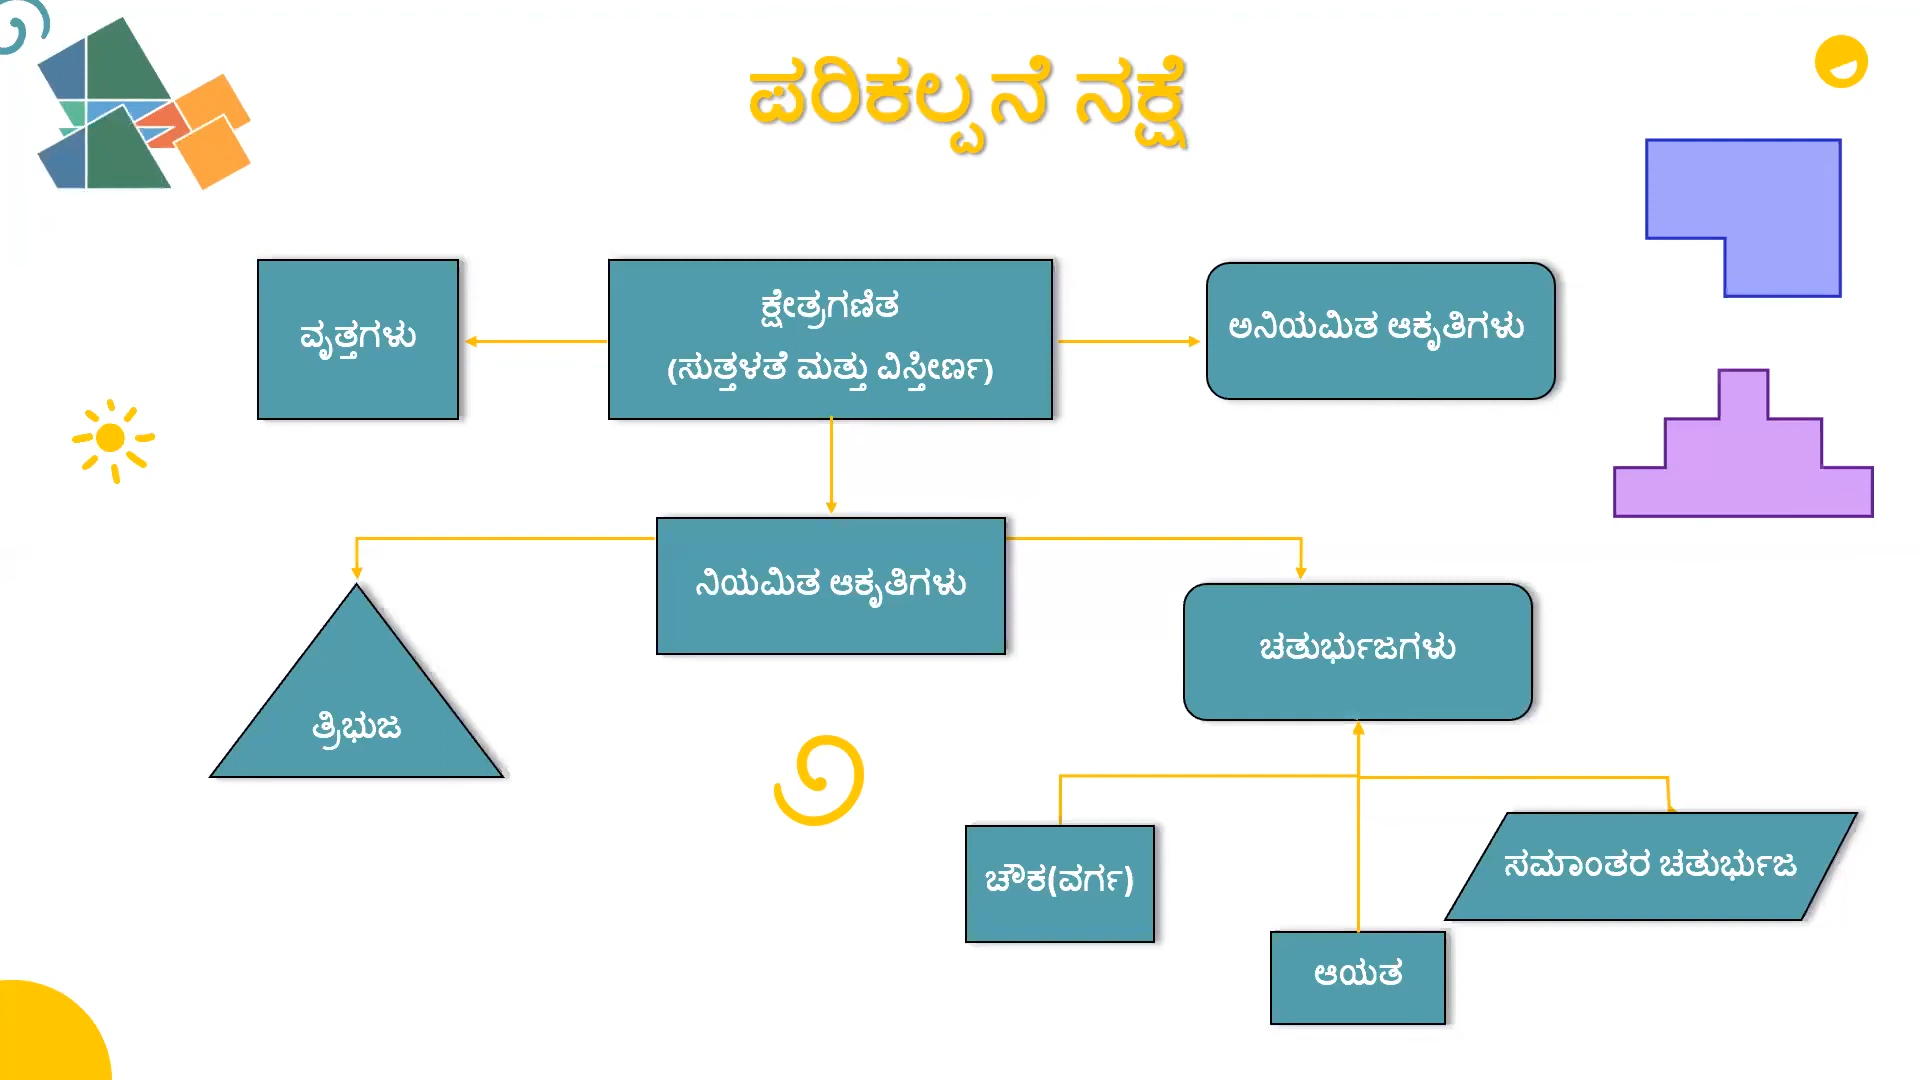 ಪರಿಕಲ್ಪನೆ ನಕ್ಷೆ
ವೃತ್ತಗಳು
ಕ್ಷೇತ್ರಗಣಿತ
(ಸುತ್ತಳತೆ ಮತ್ತು ವಿಸ್ತೀರ್ಣ)
ಅನಿಯಮಿತ ಆಕೃತಿಗಳು
ನಿಯಮಿತ ಆಕೃತಿಗಳು
ತ್ರಿಭುಜ
ಚತುರ್ಭುಜಗಳು
ಚೌಕ(ವರ್ಗ)
ಆಯತ
ಸಮಾಂತರ ಚತುರ್ಭುಜ